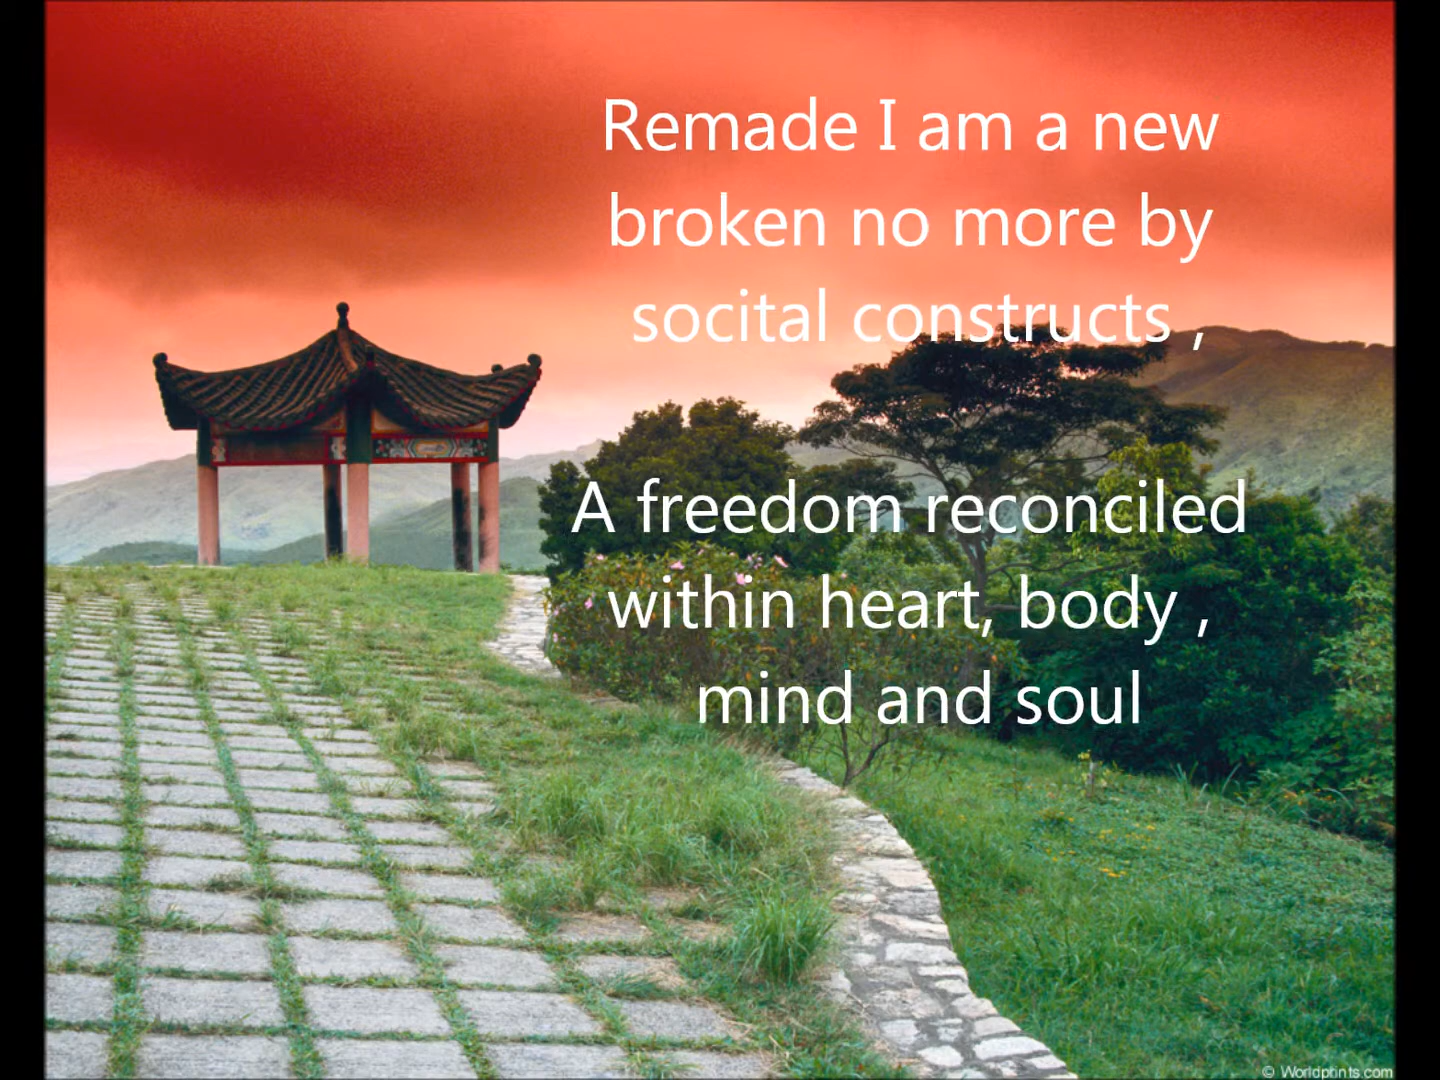 Remade I am a new
broken no more by
socital constructs ,
A freedom reconciled
within heart, body ,
mind and soul
© Worldprints.com